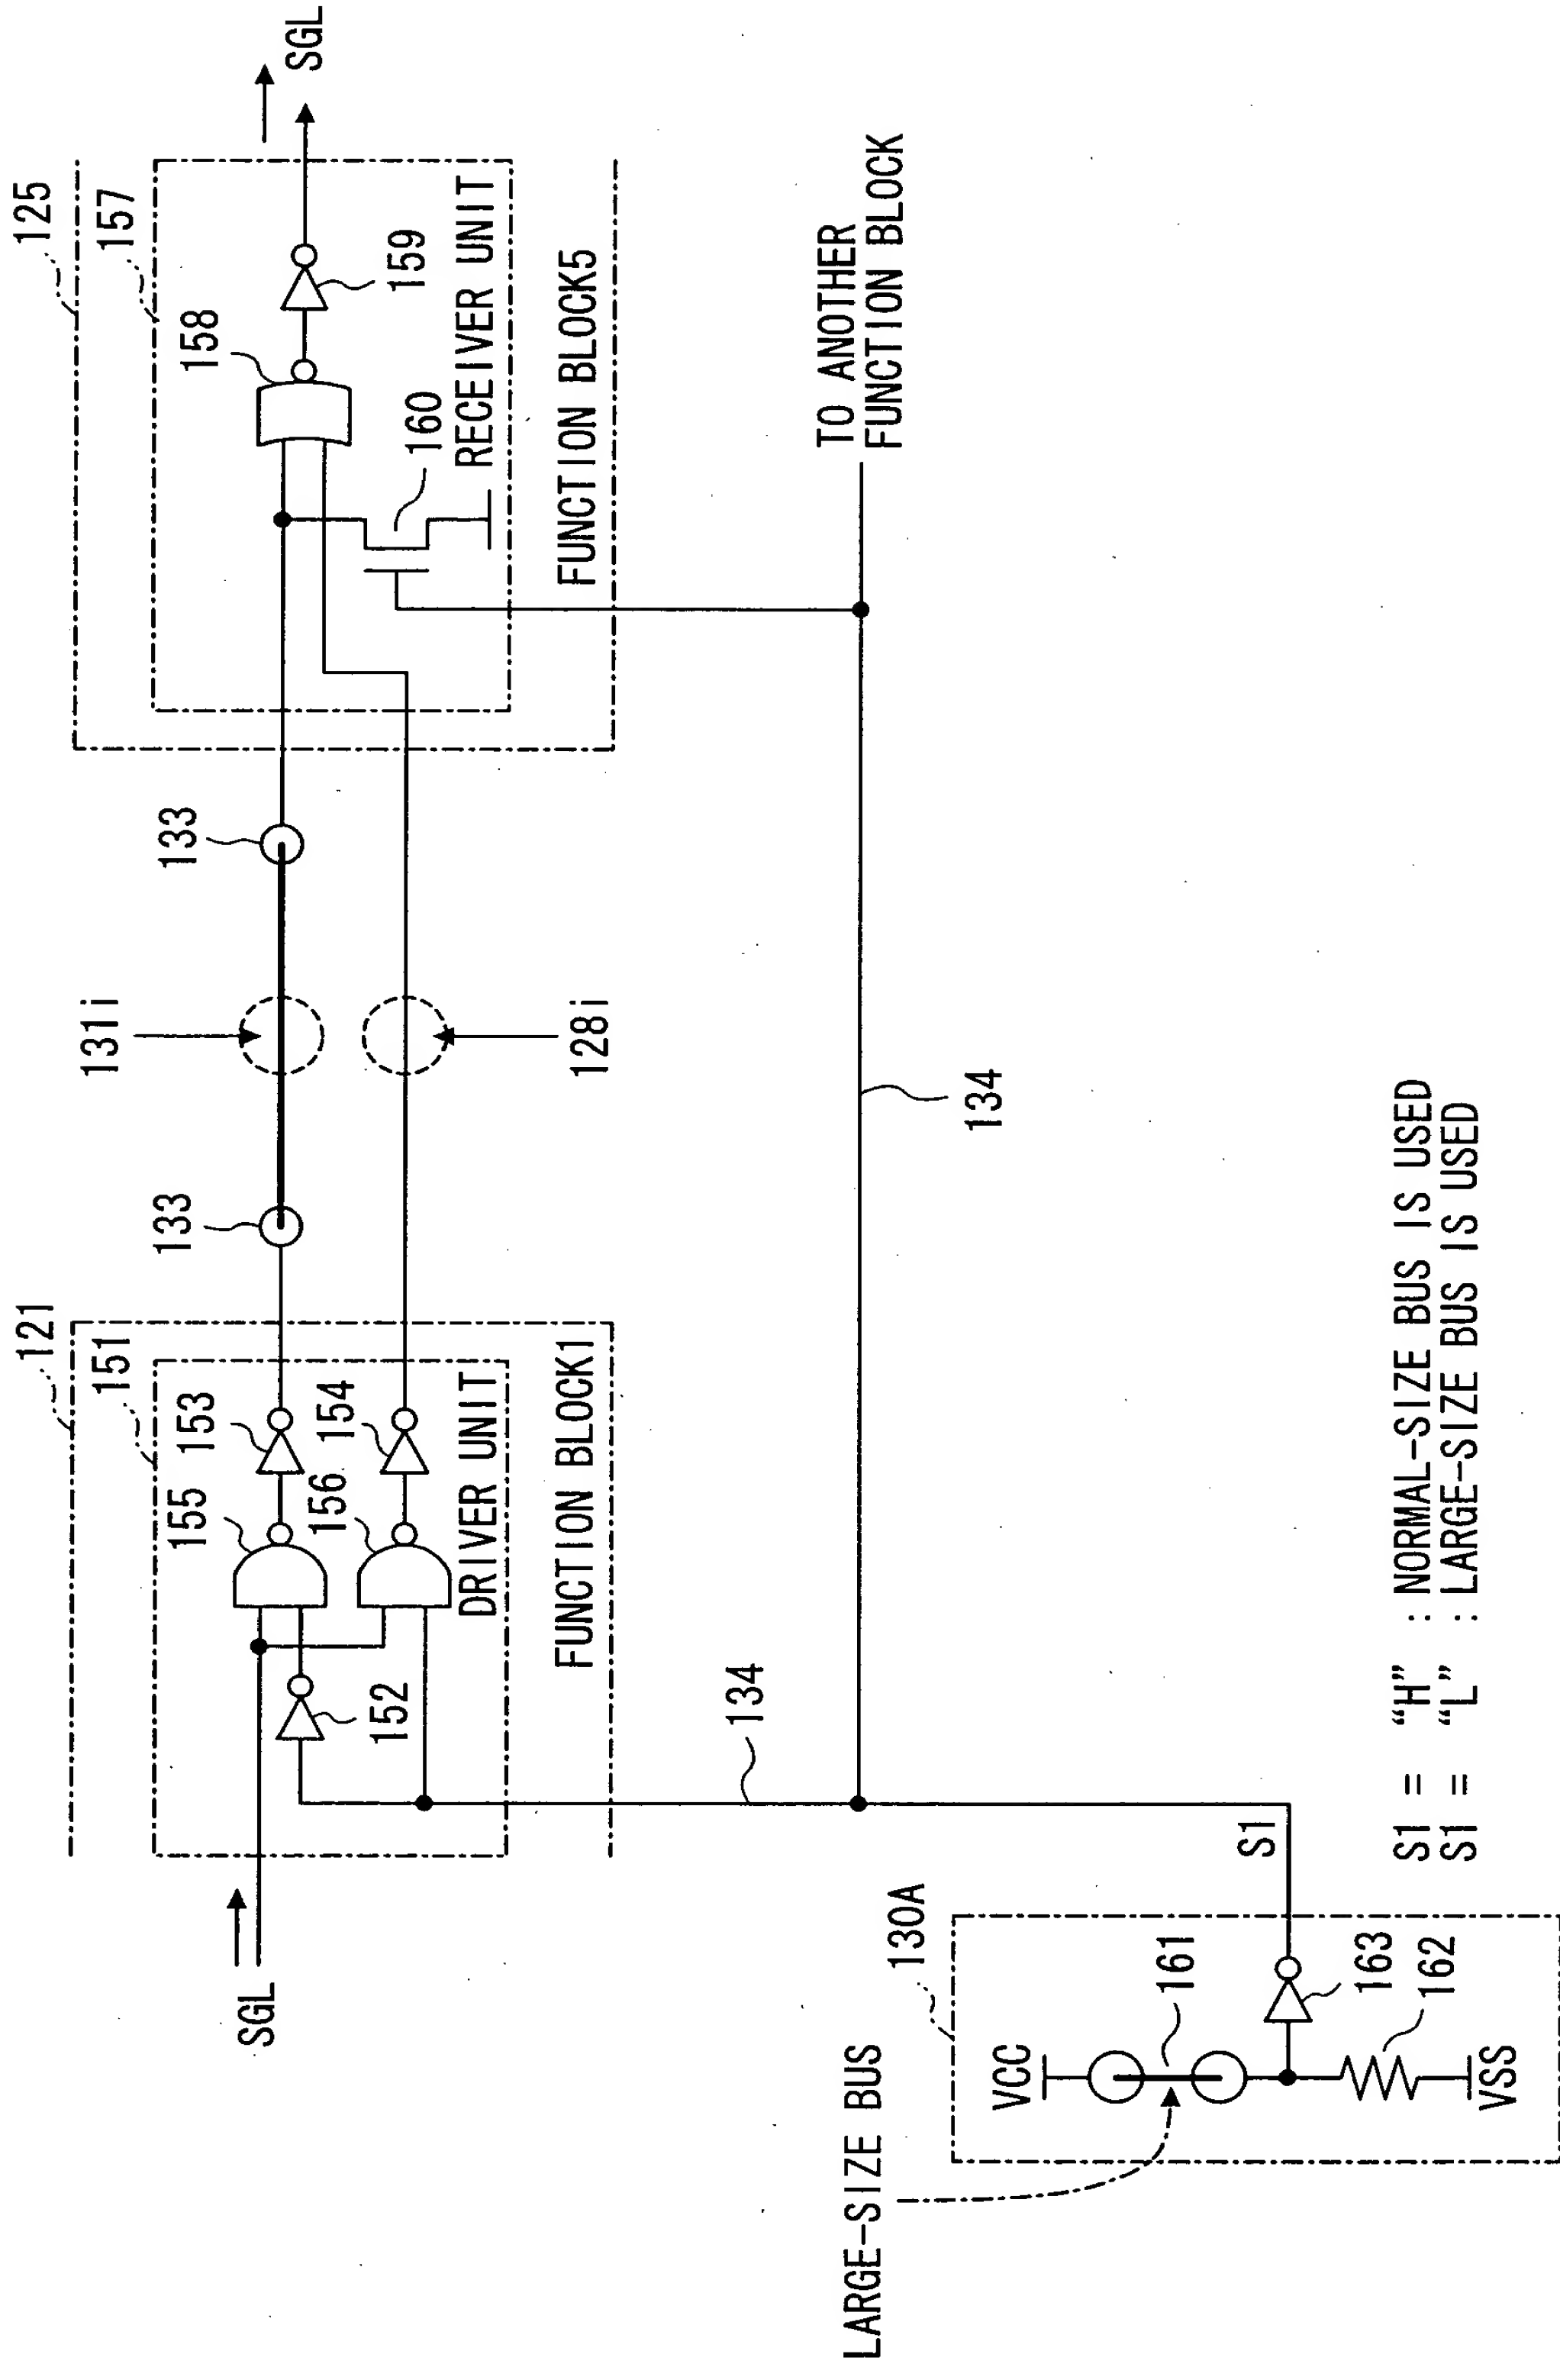 125
157
SGL
158
159
160
RECEIVER UNIT
FUNCTION BLOCK5
133
131i
128i
133
121
151
153
154
155
156
152
DRIVER UNIT
FUNCTION BLOCK1
SGL
134
134
TO ANOTHER
FUNCTION BLOCK
S1
130A
VCC
161
163
162
VSS
LARGE-SIZE BUS
S1 = “H” : NORMAL-SIZE BUS IS USED
S1 = “L” : LARGE-SIZE BUS IS USED